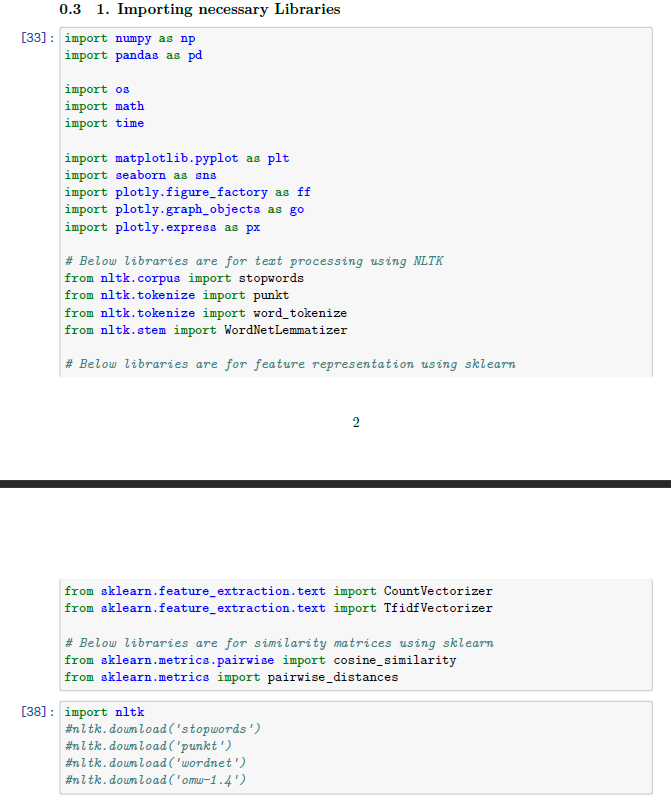 0.3 1. Importing necessary Libraries
[33]: import numpy as np
import pandas as pd
import os
import math
import time
import matplotlib.pyplot as plt
import seaborn as sns
import plotly.figure_factory as ff
import plotly.graph_objects as go
import plotly.express as px
# Below libraries are for text processing using NLTK
from nltk.corpus import stopwords
from nltk.tokenize import punkt
from nltk.tokenize import word_tokenize
from nltk.stem import WordNetLemmatizer
# Below libraries are for feature representation using sklearn
2
from sklearn.feature_extraction.text import CountVectorizer
from sklearn.feature_extraction.text import TfidfVectorizer
# Below libraries are for similarity matrices using sklearn
from sklearn.metrics.pairwise import cosine_similarity
from sklearn.metrics import pairwise_distances
[38]: import nltk
#nltk.download('stopwords')
#nltk.download('punkt')
#nltk.download('wordnet')
#nltk.download('omw-1.4')